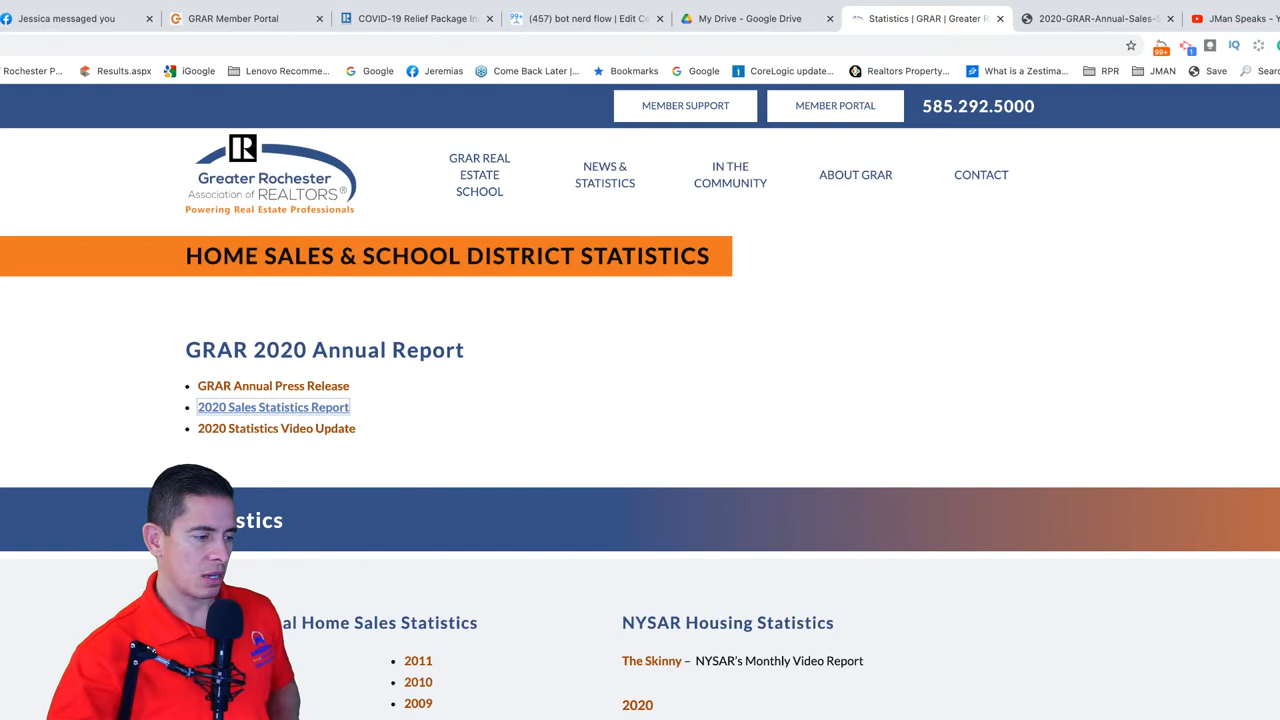 Jessica messaged you
GRAR Member Portal
COVID-19 Relief Package In
(457) bot nerd flow | Edit Co
My Drive - Google Drive
Statistics | GRAR | Greater R
2020-GRAR-Annual-Sales-S
JMan Speaks - Y
Rochester P...
Results.aspx
iGoogle
Lenovo Recomme...
Google
Jeremias
Come Back Later |...
Bookmarks
Google
CoreLogic update...
Realtors Property...
What is a Zestima...
RPR
JMAN
Save
Searc
MEMBER SUPPORT
MEMBER PORTAL
585.292.5000
Greater Rochester
Association of REALTORS®
Powering Real Estate Professionals
GRAR REAL
ESTATE
SCHOOL
NEWS &
STATISTICS
IN THE
COMMUNITY
ABOUT GRAR
CONTACT
HOME SALES & SCHOOL DISTRICT STATISTICS
GRAR 2020 Annual Report
• GRAR Annual Press Release
• 2020 Sales Statistics Report
• 2020 Statistics Video Update
stics
al Home Sales Statistics
• 2011
• 2010
• 2009
NYSAR Housing Statistics
The Skinny – NYSAR's Monthly Video Report
2020